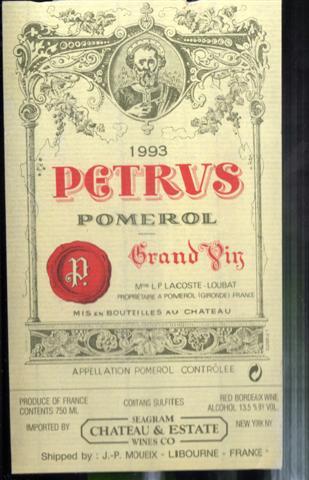 1993
PETRVS
POMEROL
Grand Vin
P.
Mme L.P. LACOSTE-LOUBAT
PROPRIÉTAIRE A POMEROL (GIRONDE) FRANCE
MIS EN BOUTEILLES AU CHATEAU
APPELLATION POMEROL CONTRÔLÉE
PRODUCE OF FRANCE CONTAINS SULFITES RED BORDEAUX WINE
CONTENTS 750 ML ALCOHOL 13.5 % BY VOL.
IMPORTED BY SEAGRAM CHATEAU & ESTATE WINES CO NEW YORK NY
Shipped by : J.-P. MOUEIX - LIBOURNE - FRANCE